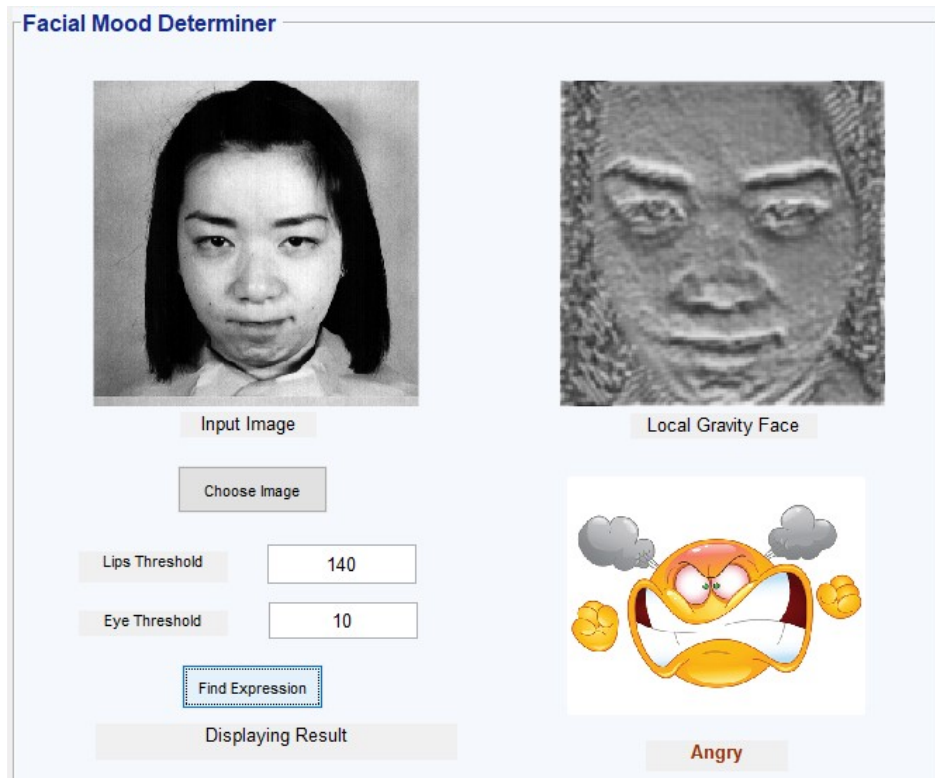 Facial Mood Determiner
Input Image
Local Gravity Face
Choose Image
Lips Threshold
140
Eye Threshold
10
Find Expression
Displaying Result
Angry